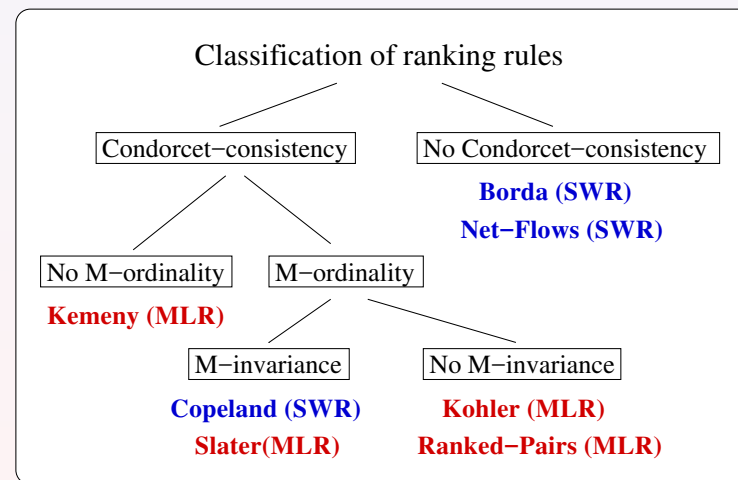 Classification of ranking rules
Condorcet−consistency
No Condorcet−consistency
Borda (SWR)
Net−Flows (SWR)
No M−ordinality
M−ordinality
Kemeny (MLR)
M−invariance
No M−invariance
Copeland (SWR)
Kohler (MLR)
Slater(MLR)
Ranked−Pairs (MLR)